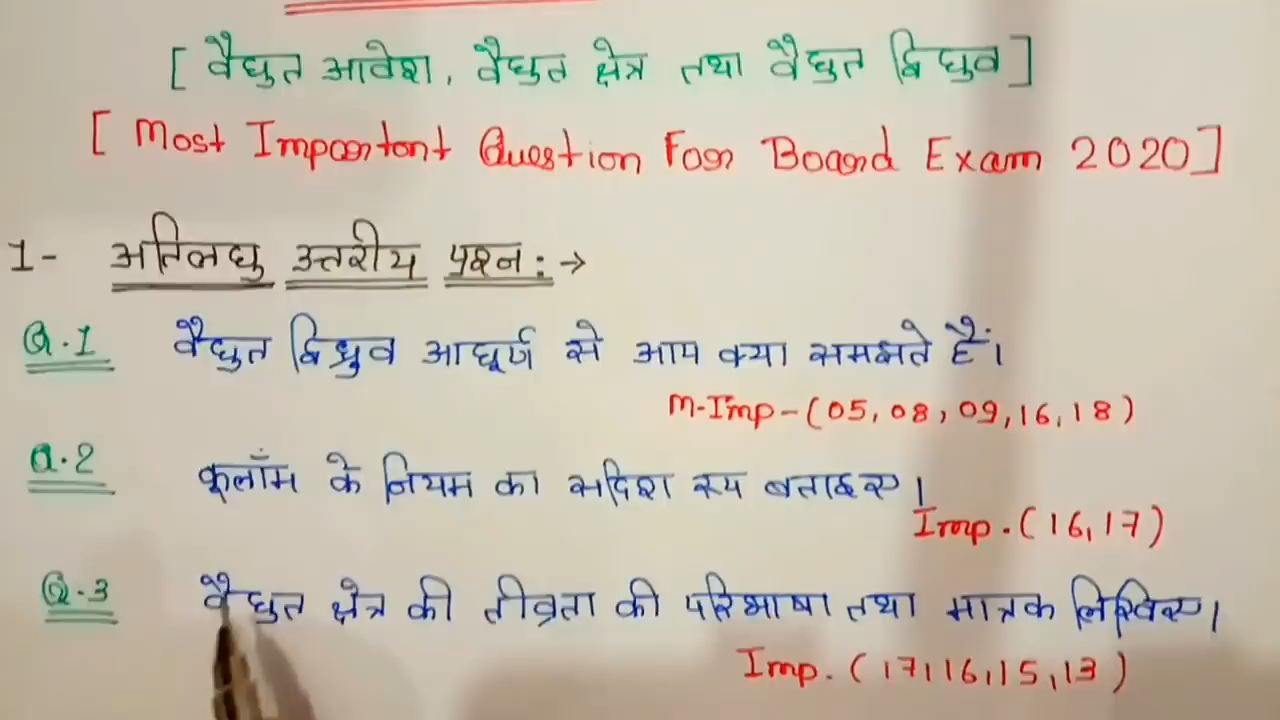 [ वैद्युत आवेश, वैद्युत क्षेत्र तथा वैद्युत द्विध्रुव ]
[ Most Important Question For Board Exam 2020 ]
1- अतिलघु उत्तरीय प्रश्न : →
Q.1 वैद्युत द्विध्रुव आघूर्ण से आप क्या समझते हैं।
M-Imp-(05, 08, 09, 16, 18)
Q.2 कूलॉम के नियम का सदिश रूप बताइए।
Imp. (16, 17)
Q-3 वैद्युत क्षेत्र की तीव्रता की परिभाषा तथा मात्रक लिखिए।
Imp. (17, 16, 15, 13)